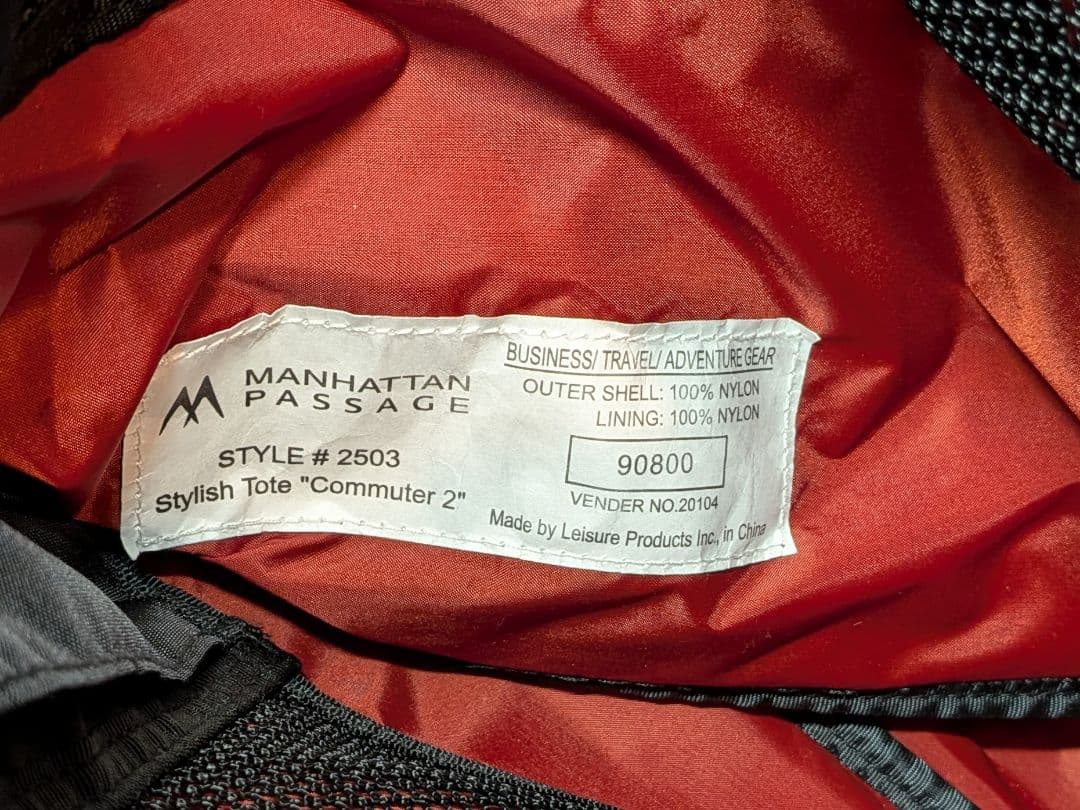 MANHATTAN
PASSAGE
STYLE # 2503
Stylish Tote "Commuter 2"
BUSINESS/ TRAVEL/ ADVENTURE GEAR
OUTER SHELL: 100% NYLON
LINING: 100% NYLON
90800
VENDER NO.20104
Made by Leisure Products Inc., in China